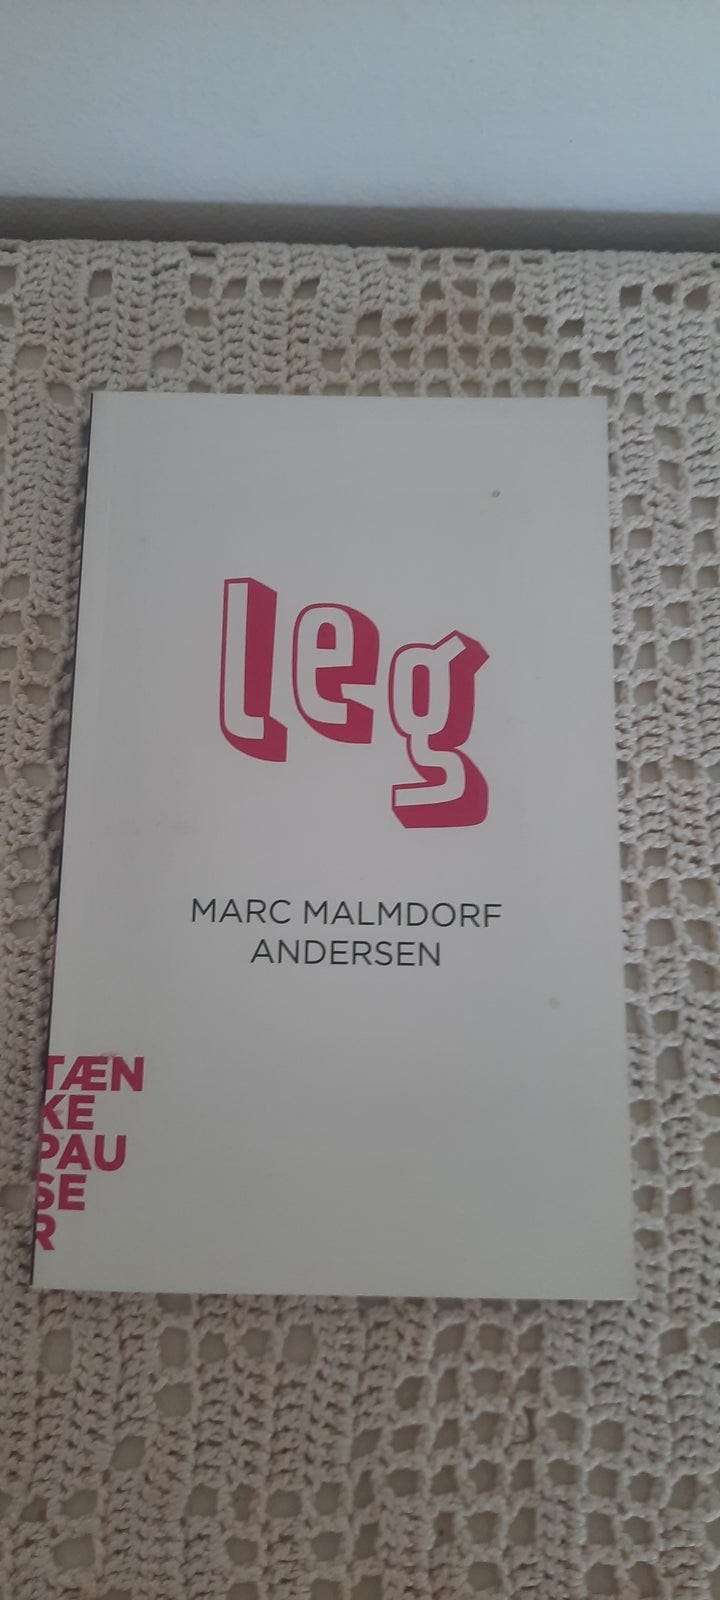 leg
MARC MALMDORF
ANDERSEN
TÆN
KE
PAU
SE
R